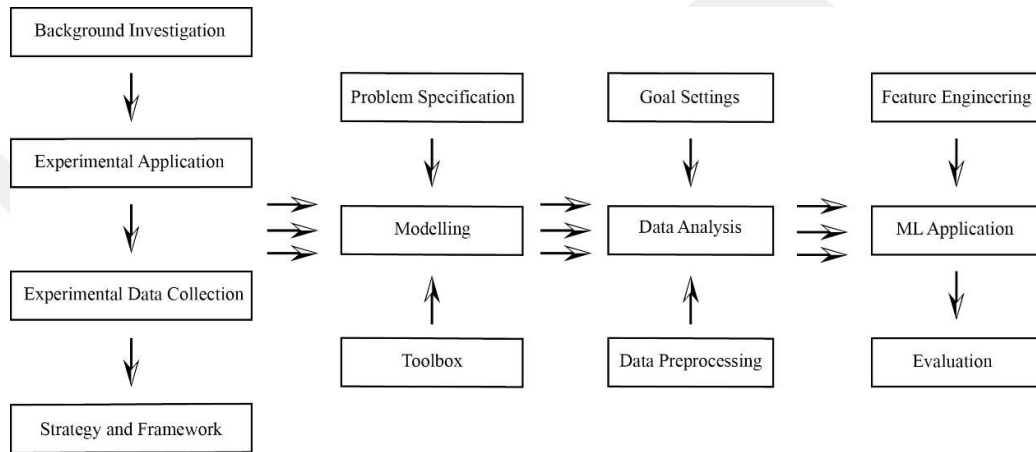 Background Investigation
Experimental Application
Experimental Data Collection
Strategy and Framework
Problem Specification
Modelling
Toolbox
Goal Settings
Data Analysis
Data Preprocessing
Feature Engineering
ML Application
Evaluation